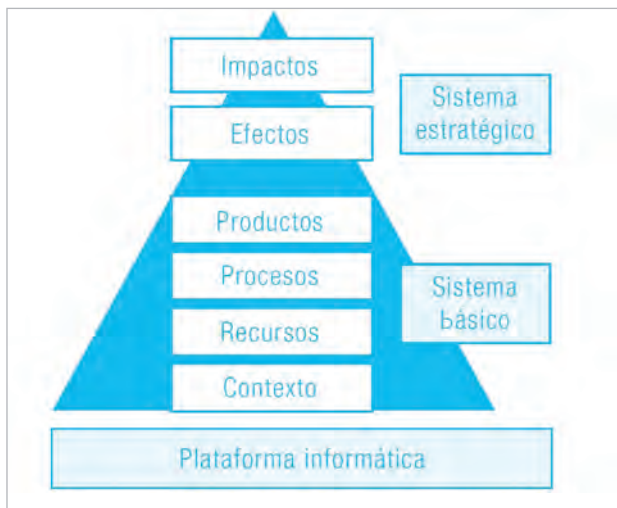 Impactos
Sistema
estratégico
Efectos
Productos
Procesos
Sistema
básico
Recursos
Contexto
Plataforma informática